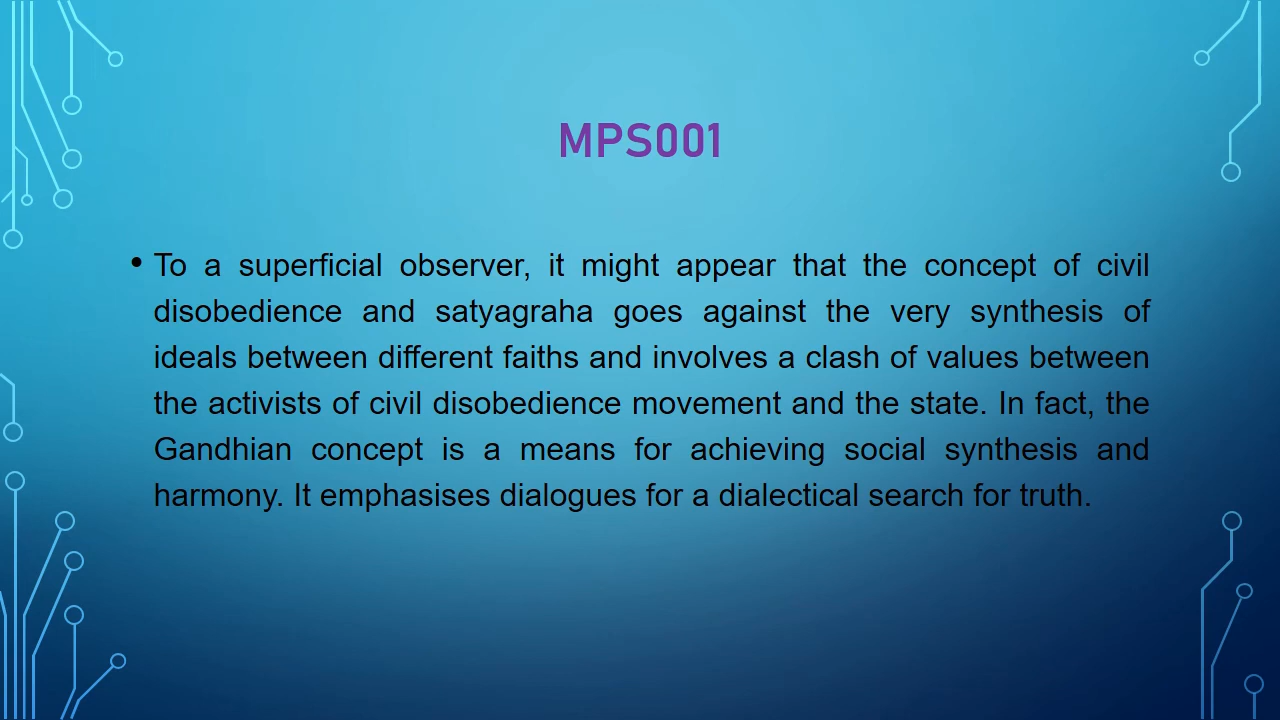 MPS001
• To a superficial observer, it might appear that the concept of civil
disobedience and satyagraha goes against the very synthesis of
ideals between different faiths and involves a clash of values between
the activists of civil disobedience movement and the state. In fact, the
Gandhian concept is a means for achieving social synthesis and
harmony. It emphasises dialogues for a dialectical search for truth.